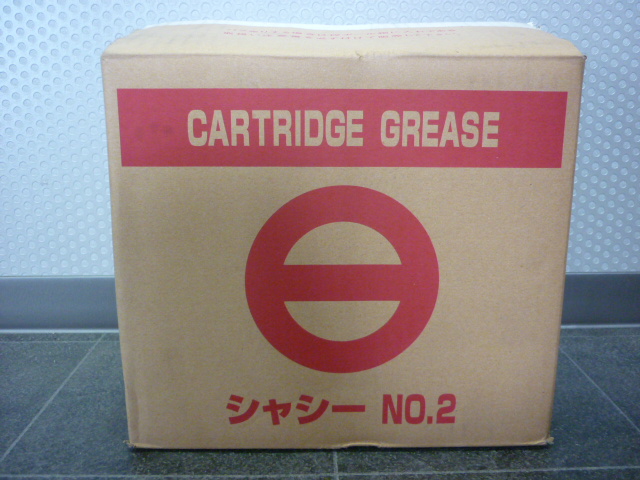 CARTRIDGE GREASE
シャシー NO.2